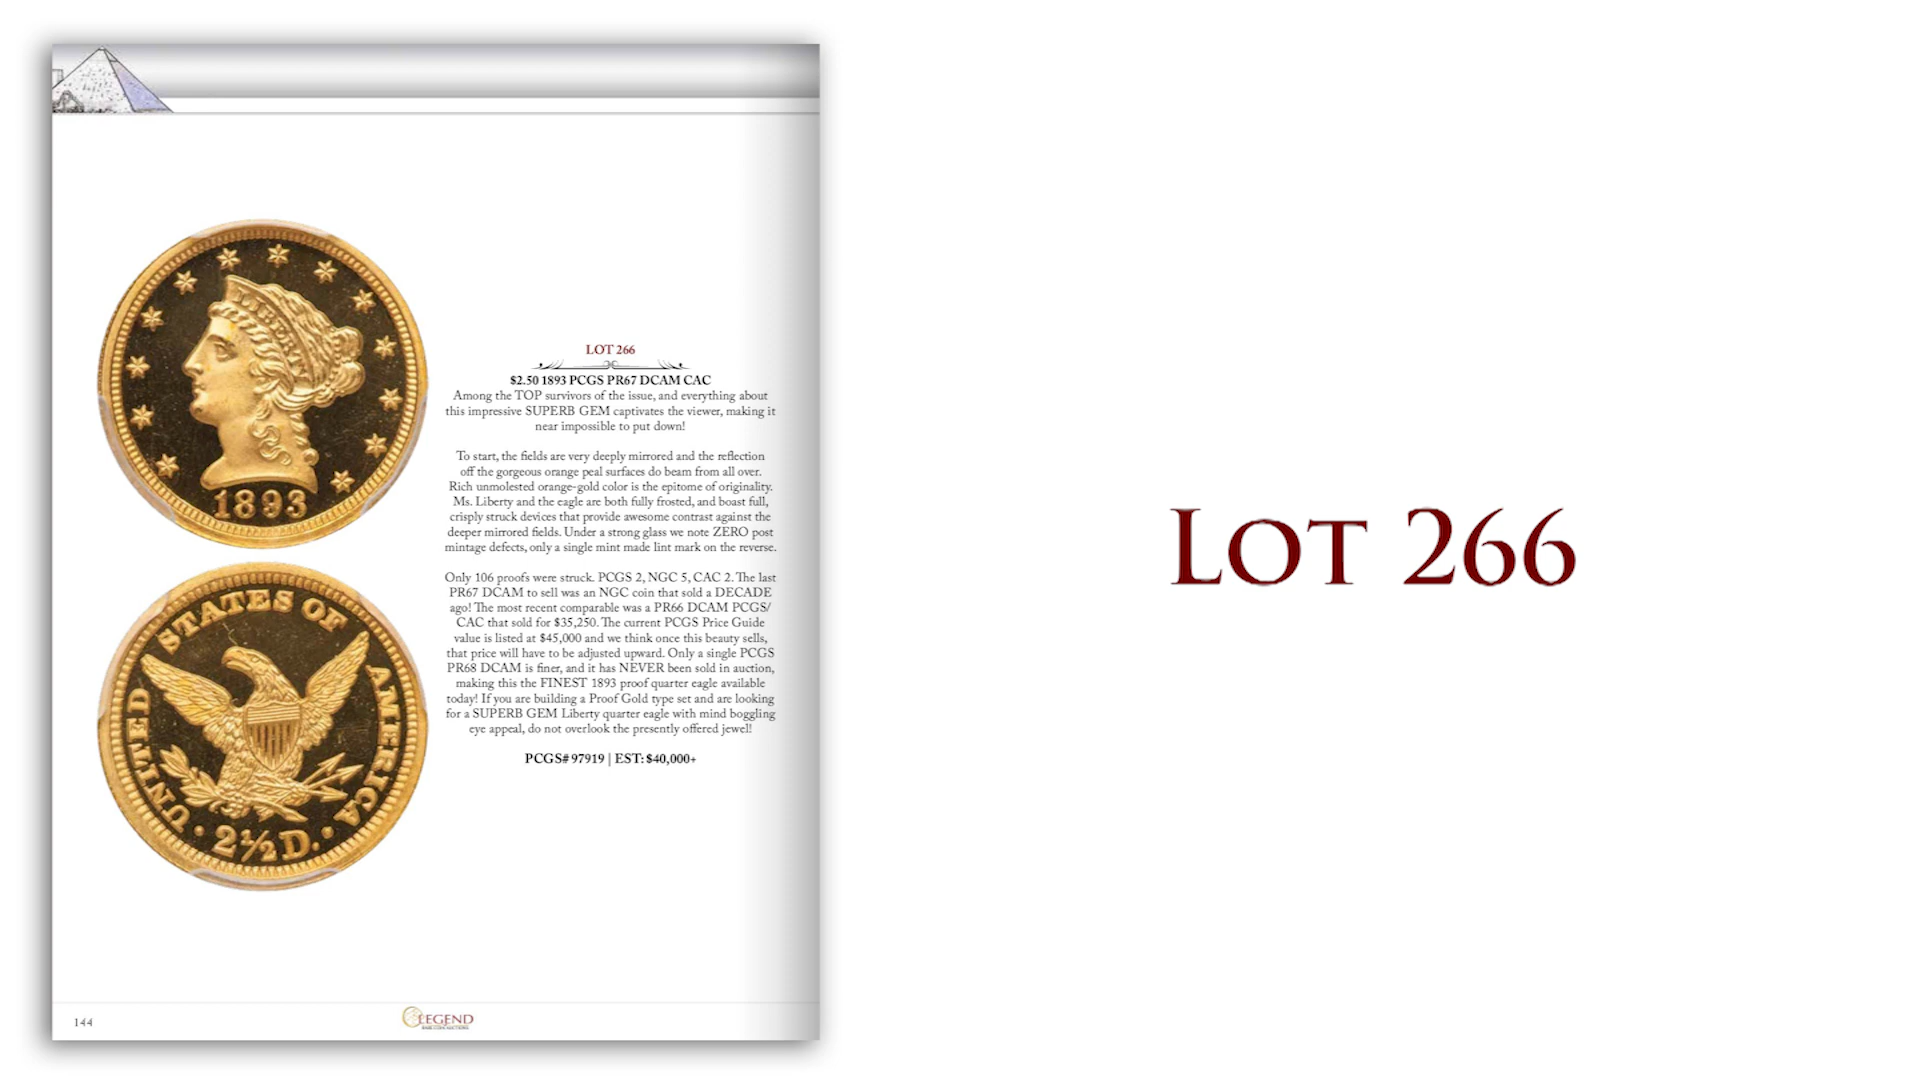 LIBERTY
1893
UNITED STATES OF AMERICA
2½ D.
LOT 266
$2.50 1893 PCGS PR67 DCAM CAC
Among the TOP survivors of the issue, and everything about
this impressive SUPERB GEM captivates the viewer, making it
near impossible to put down!
To start, the fields are very deeply mirrored and the reflection
off the gorgeous orange peal surfaces do beam from all over.
Rich unmolested orange-gold color is the epitome of originality.
Ms. Liberty and the eagle are both fully frosted, and boast full,
crisply struck devices that provide awesome contrast against the
deeper mirrored fields. Under a strong glass we note ZERO post
mintage defects, only a single mint made lint mark on the reverse.
Only 106 proofs were struck. PCGS 2, NGC 5, CAC 2. The last
PR67 DCAM to sell was an NGC coin that sold a DECADE
ago! The most recent comparable was a PR66 DCAM PCGS/
CAC that sold for $35,250. The current PCGS Price Guide
value is listed at $45,000 and we think once this beauty sells,
that price will have to be adjusted upward. Only a single PCGS
PR68 DCAM is finer, and it has NEVER been sold in auction,
making this the FINEST 1893 proof quarter eagle available
today! If you are building a Proof Gold type set and are looking
for a SUPERB GEM Liberty quarter eagle with mind boggling
eye appeal, do not overlook the presently offered jewel!
PCGS# 97919 | EST: $40,000+
144
LEGEND
RARE COIN AUCTIONS
LOT 266